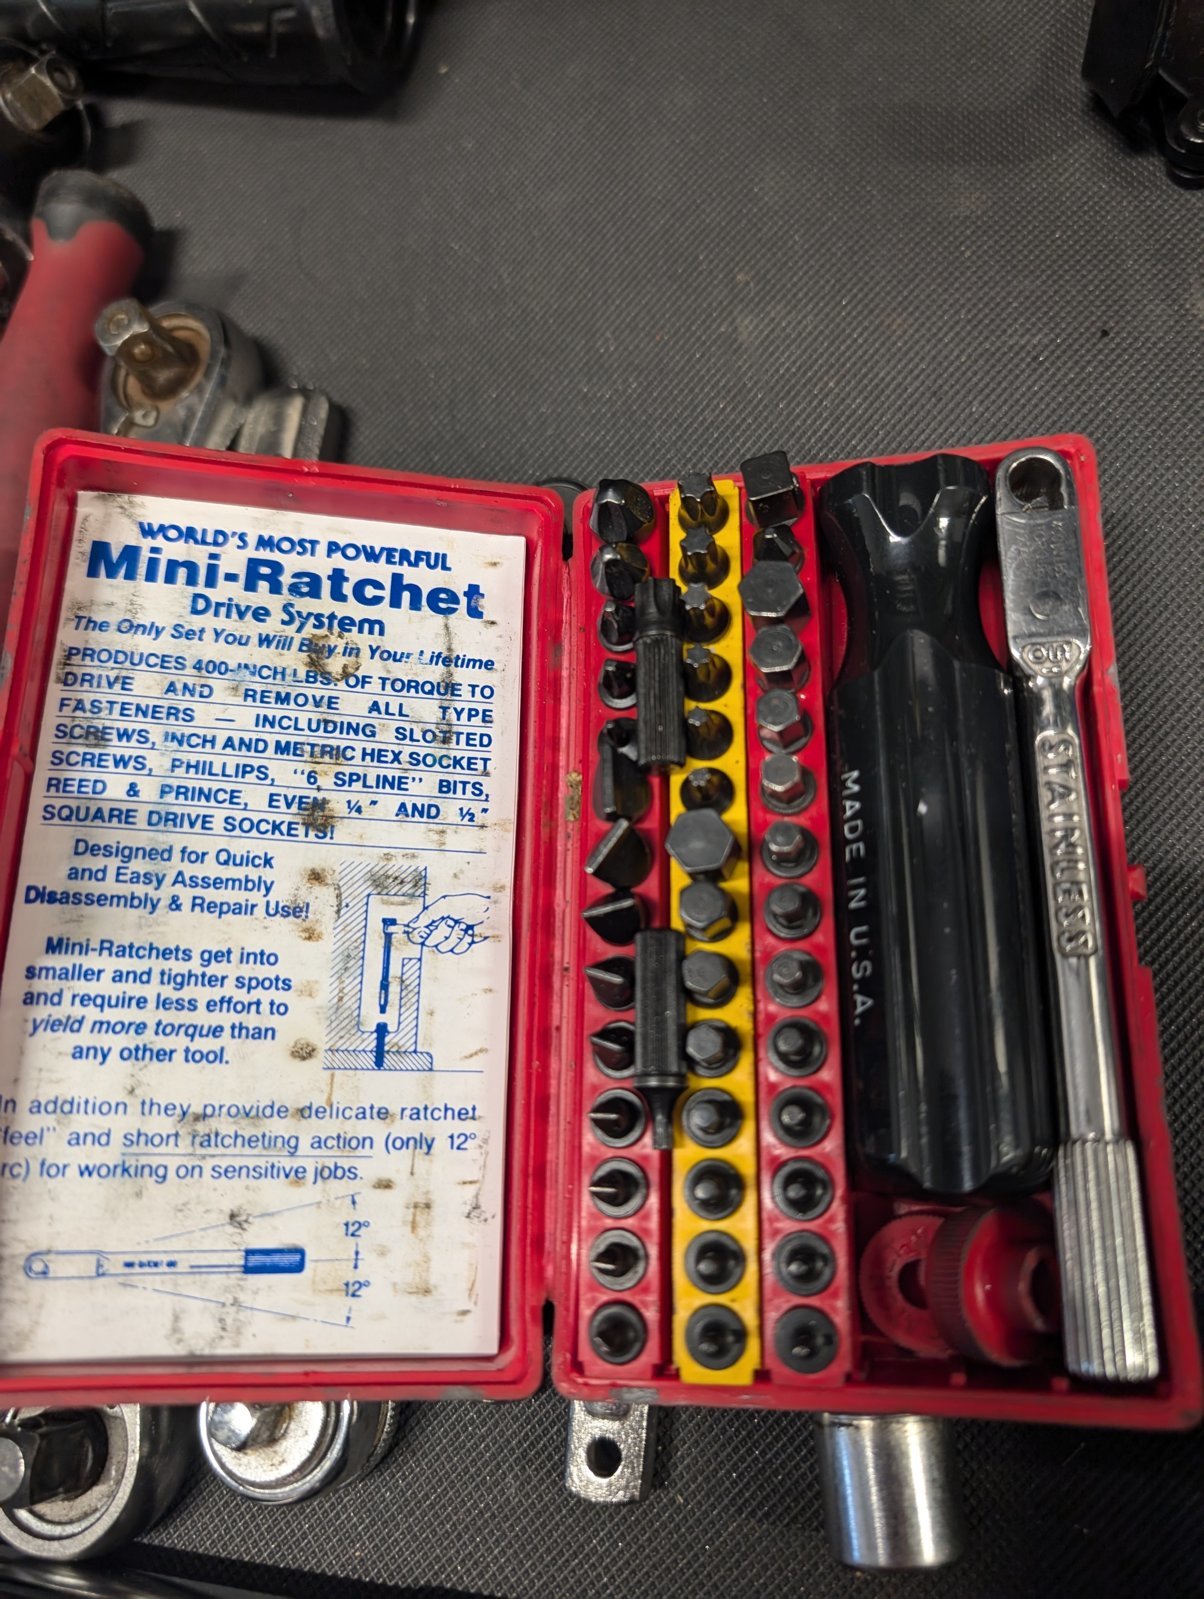 WORLD'S MOST POWERFUL
Mini-Ratchet
Drive System
The Only Set You Will Buy in Your Lifetime
PRODUCES 400-INCH LBS. OF TORQUE TO
DRIVE AND REMOVE ALL TYPE
FASTENERS — INCLUDING SLOTTED
SCREWS, INCH AND METRIC HEX SOCKET
SCREWS, PHILLIPS, "6 SPLINE" BITS,
REED & PRINCE, EVEN ¼" AND ½"
SQUARE DRIVE SOCKETS!
Designed for Quick
and Easy Assembly
Disassembly & Repair Use!
Mini-Ratchets get into
smaller and tighter spots
and require less effort to
yield more torque than
any other tool.
In addition they provide delicate ratchet
"feel" and short ratcheting action (only 12°
arc) for working on sensitive jobs.
12°
12°
MADE IN U.S.A.
STAINLESS